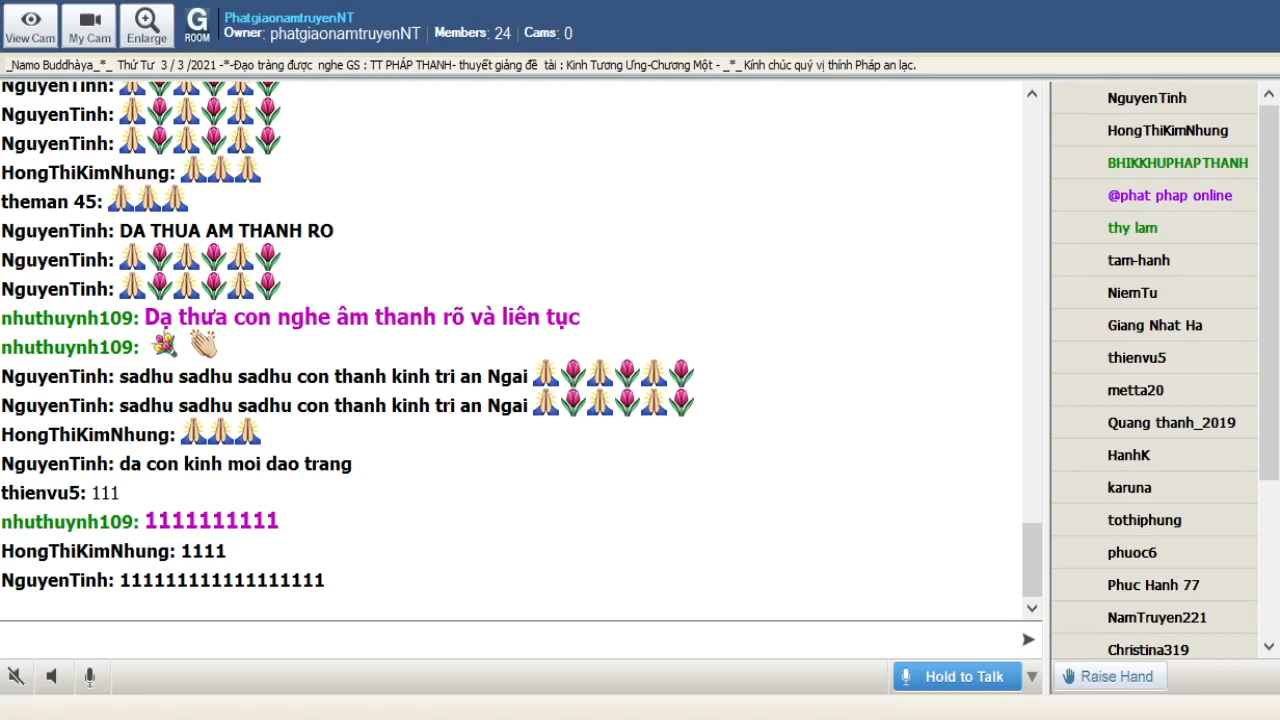 View Cam
My Cam
Enlarge
G
ROOM
PhatgiaonamtruyenNT
Owner: phatgiaonamtruyenNT | Members: 24 | Cams: 0
_Namo Buddhàya_*_ Thứ Tư 3 / 3 /2021 -*-Đạo tràng được nghe GS : TT PHÁP THANH- thuyết giảng đề tài : Kinh Tương Ưng-Chương Một - _*_ Kính chúc quý vị thính Pháp an lạc.
NguyenTinh: 🙏🌷🙏🌷🙏🌷
NguyenTinh: 🙏🌷🙏🌷🙏🌷
NguyenTinh: 🙏🌷🙏🌷🙏🌷
HongThiKimNhung: 🙏🙏🙏
theman 45: 🙏🙏🙏
NguyenTinh: DA THUA AM THANH RO
NguyenTinh: 🙏🌷🙏🌷🙏🌷
NguyenTinh: 🙏🌷🙏🌷🙏🌷
nhuthuynh109: Dạ thưa con nghe âm thanh rõ và liên tục
nhuthuynh109: 💐 👏
NguyenTinh: sadhu sadhu sadhu con thanh kinh tri an Ngai 🙏🌷🙏🌷🙏🌷
NguyenTinh: sadhu sadhu sadhu con thanh kinh tri an Ngai 🙏🌷🙏🌷🙏🌷
HongThiKimNhung: 🙏🙏🙏
NguyenTinh: da con kinh moi dao trang
thienvu5: 111
nhuthuynh109: 1111111111
HongThiKimNhung: 1111
NguyenTinh: 111111111111111111
Hold to Talk
NguyenTinh
HongThiKimNhung
BHIKKHUPHAPTHANH
@phat phap online
thy lam
tam-hanh
NiemTu
Giang Nhat Ha
thienvu5
metta20
Quang thanh_2019
HanhK
karuna
tothiphung
phuoc6
Phuc Hanh 77
NamTruyen221
Christina319
Raise Hand